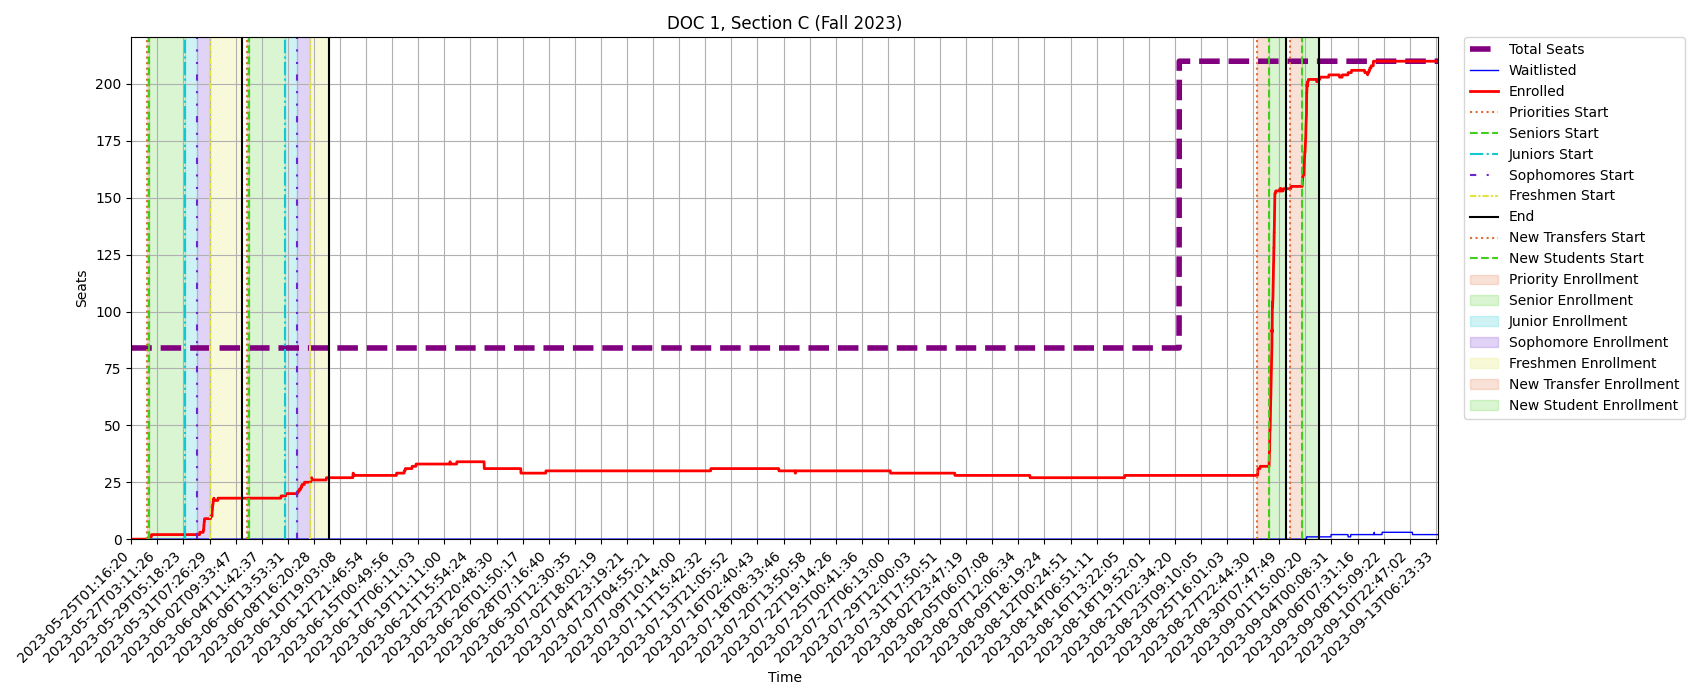 DOC 1, Section C (Fall 2023)
Seats
200
175
150
125
100
75
50
25
0
2023-05-25T01:16:20
2023-05-27T03:11:26
2023-05-29T05:18:23
2023-05-31T07:26:29
2023-06-02T09:33:47
2023-06-04T11:42:37
2023-06-06T13:53:31
2023-06-08T16:20:28
2023-06-10T19:03:08
2023-06-12T21:46:54
2023-06-15T00:49:56
2023-06-17T06:11:03
2023-06-19T11:11:00
2023-06-21T15:54:24
2023-06-23T20:48:30
2023-06-26T01:50:17
2023-06-28T07:16:40
2023-06-30T12:30:35
2023-07-02T18:02:19
2023-07-04T23:19:21
2023-07-07T04:55:21
2023-07-09T10:14:00
2023-07-11T15:42:32
2023-07-13T21:05:52
2023-07-16T02:40:43
2023-07-18T08:33:46
2023-07-20T13:50:58
2023-07-22T19:14:26
2023-07-25T00:41:36
2023-07-27T06:13:00
2023-07-29T12:00:03
2023-07-31T17:50:51
2023-08-02T23:47:19
2023-08-05T06:07:08
2023-08-07T12:06:34
2023-08-09T18:19:24
2023-08-12T00:24:51
2023-08-14T06:51:11
2023-08-16T13:22:05
2023-08-18T19:52:01
2023-08-21T02:34:20
2023-08-23T09:10:05
2023-08-25T16:01:03
2023-08-27T22:44:30
2023-08-30T07:47:49
2023-09-01T15:00:20
2023-09-04T00:08:31
2023-09-06T07:31:16
2023-09-08T15:09:22
2023-09-10T22:47:02
2023-09-13T06:23:33
Time
Total Seats
Waitlisted
Enrolled
Priorities Start
Seniors Start
Juniors Start
Sophomores Start
Freshmen Start
End
New Transfers Start
New Students Start
Priority Enrollment
Senior Enrollment
Junior Enrollment
Sophomore Enrollment
Freshmen Enrollment
New Transfer Enrollment
New Student Enrollment